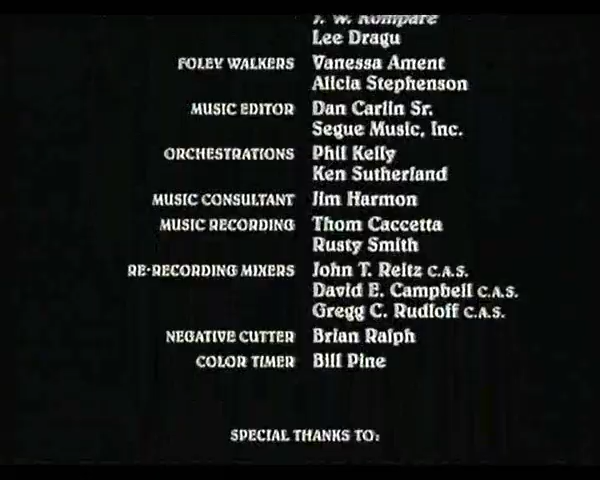 J. W. Kompare
Lee Dragu
FOLEY WALKERS Vanessa Ament
Alicia Stephenson
MUSIC EDITOR Dan Carlin Sr.
Segue Music, Inc.
ORCHESTRATIONS Phil Kelly
Ken Sutherland
MUSIC CONSULTANT Jim Harmon
MUSIC RECORDING Thom Caccetta
Rusty Smith
RE-RECORDING MIXERS John T. Reitz C.A.S.
David E. Campbell C.A.S.
Gregg C. Rudloff C.A.S.
NEGATIVE CUTTER Brian Ralph
COLOR TIMER Bill Pine
SPECIAL THANKS TO: